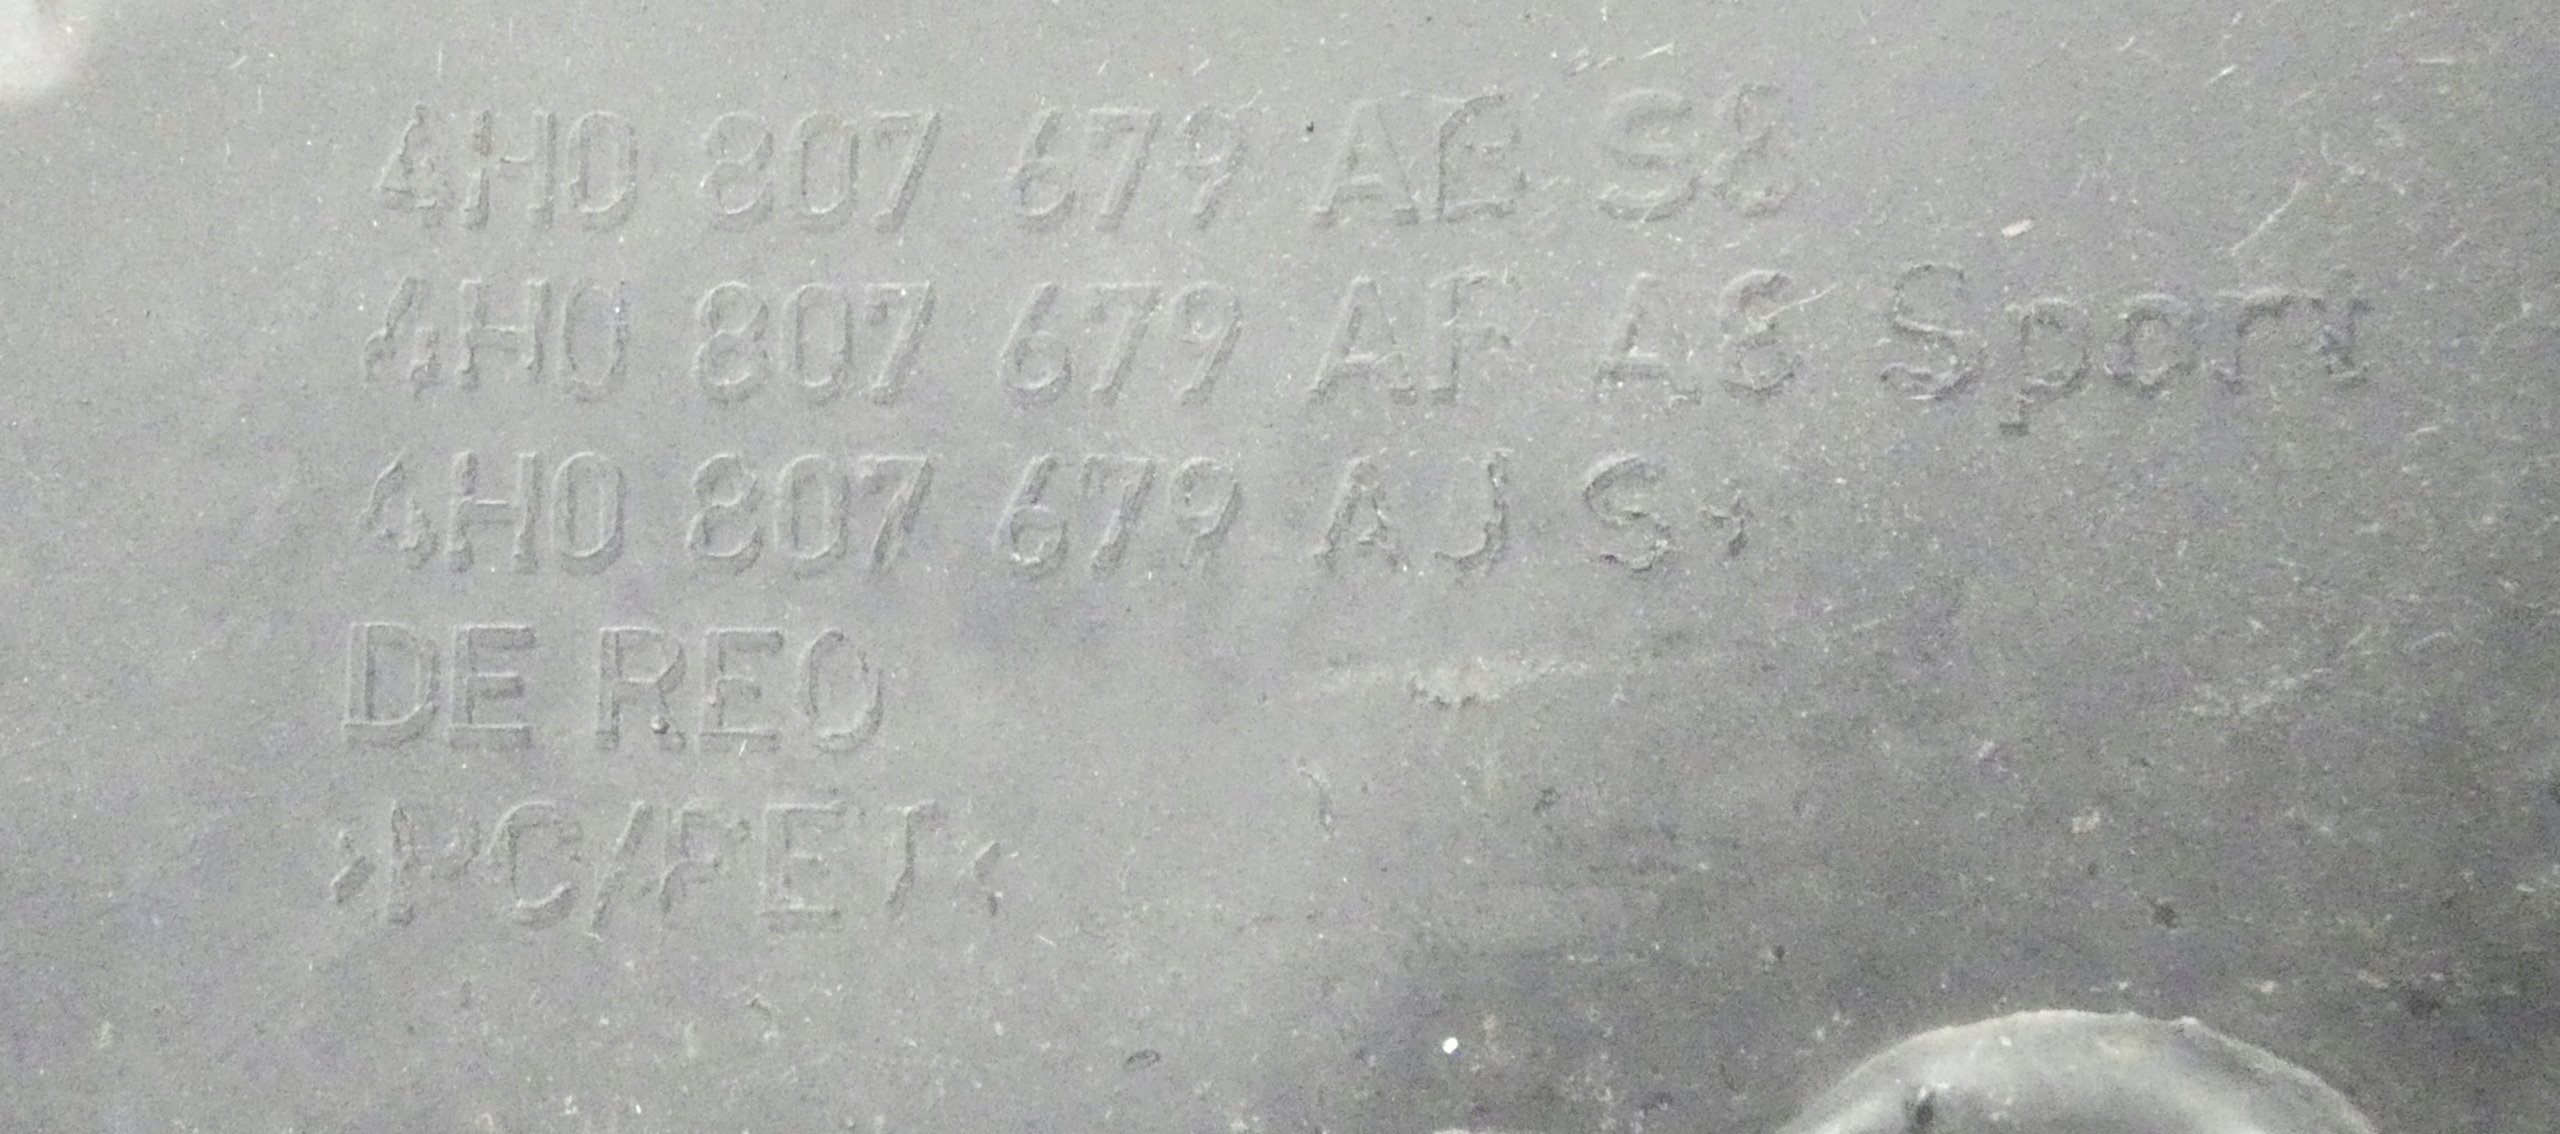 4H0 807 679 AE S8
4H0 807 679 AF A8 Sport
4H0 807 679 AJ S+
DE REO
>PC/PET<